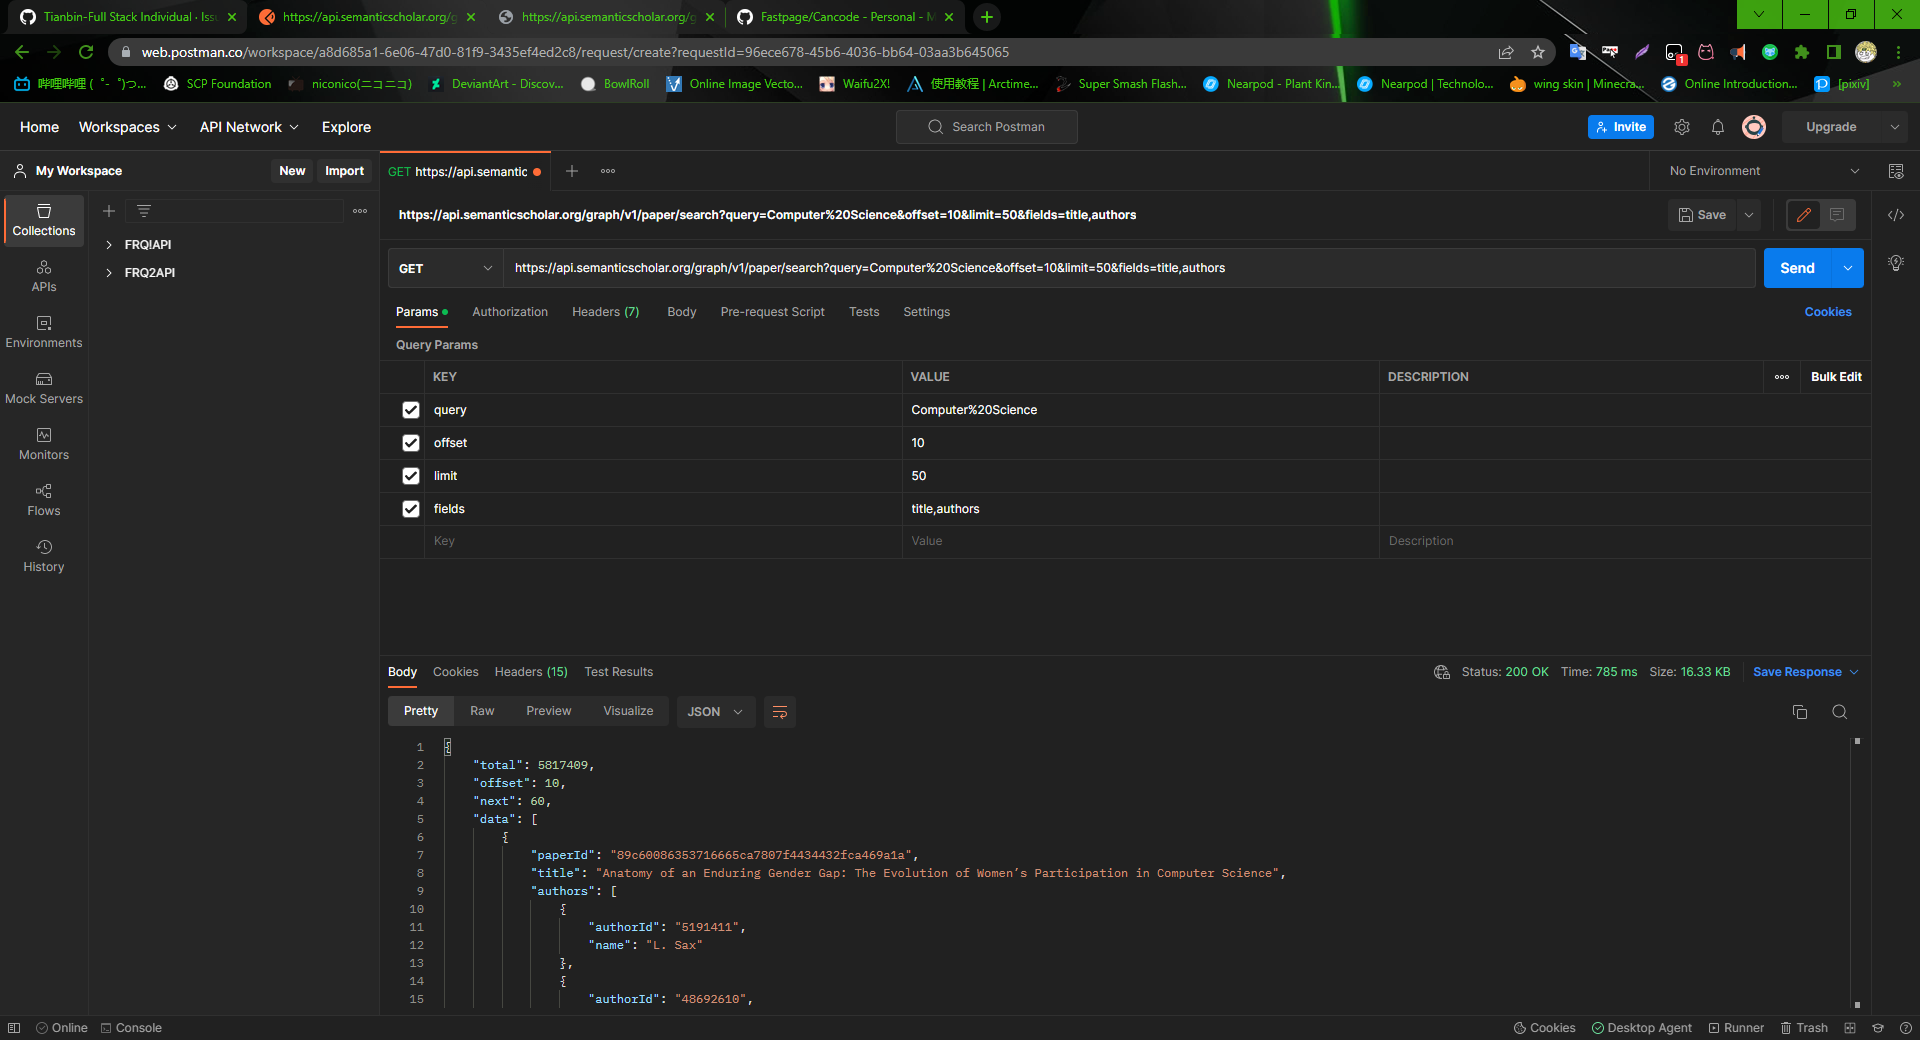 Tianbin-Full Stack Individual · Issu
https://api.semanticscholar.org/g
https://api.semanticscholar.org/g
Fastpage/Cancode - Personal - M
web.postman.co/workspace/a8d685a1-6e06-47d0-81f9-3435ef4ed2c8/request/create?requestId=96ece678-45b6-4036-bb64-03aa3b645065
哔哩哔哩 (゜-゜)つ...
SCP Foundation
niconico(ニコニコ)
DeviantArt - Discov...
BowlRoll
Online Image Vecto...
Waifu2X!
使用教程 | Arctime...
Super Smash Flash...
Nearpod - Plant Kin...
Nearpod | Technolo...
wing skin | Minecra...
Online Introduction...
[pixiv]
Home
Workspaces
API Network
Explore
Search Postman
Invite
Upgrade
My Workspace
New
Import
GET https://api.semantic
No Environment
Collections
APIs
Environments
Mock Servers
Monitors
Flows
History
FRQIAPI
FRQ2API
https://api.semanticscholar.org/graph/v1/paper/search?query=Computer%20Science&offset=10&limit=50&fields=title,authors
Save
GET
https://api.semanticscholar.org/graph/v1/paper/search?query=Computer%20Science&offset=10&limit=50&fields=title,authors
Send
Params
Authorization
Headers (7)
Body
Pre-request Script
Tests
Settings
Cookies
Query Params
KEY VALUE DESCRIPTION Bulk Edit
query Computer%20Science
offset 10
limit 50
fields title,authors
Key Value Description
Body
Cookies
Headers (15)
Test Results
Status: 200 OK Time: 785 ms Size: 16.33 KB
Save Response
Pretty
Raw
Preview
Visualize
JSON
1 {
2 "total": 5817409,
3 "offset": 10,
4 "next": 60,
5 "data": [
6 {
7 "paperId": "89c60086353716665ca7807f4434432fca469a1a",
8 "title": "Anatomy of an Enduring Gender Gap: The Evolution of Women’s Participation in Computer Science",
9 "authors": [
10 {
11 "authorId": "5191411",
12 "name": "L. Sax"
13 },
14 {
15 "authorId": "48692610",
Online
Console
Cookies
Desktop Agent
Runner
Trash